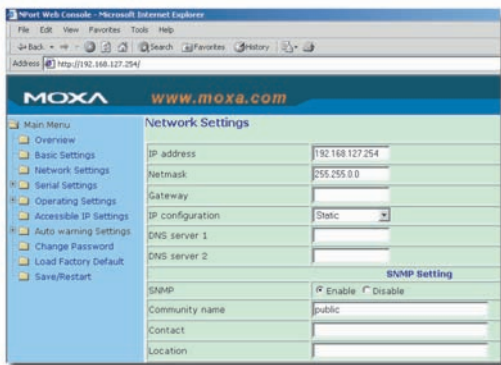 NPort Web Console - Microsoft Internet Explorer
File Edit View Favorites Tools Help
Back Search Favorites History
Address http://192.168.127.254/
MOXA www.moxa.com
Main Menu
Overview
Basic Settings
Network Settings
Serial Settings
Operating Settings
Accessible IP Settings
Auto warning Settings
Change Password
Load Factory Default
Save/Restart
Network Settings
IP address 192.168.127.254
Netmask 255.255.0.0
Gateway
IP configuration Static
DNS server 1
DNS server 2
SNMP Setting
SNMP Enable Disable
Community name public
Contact
Location